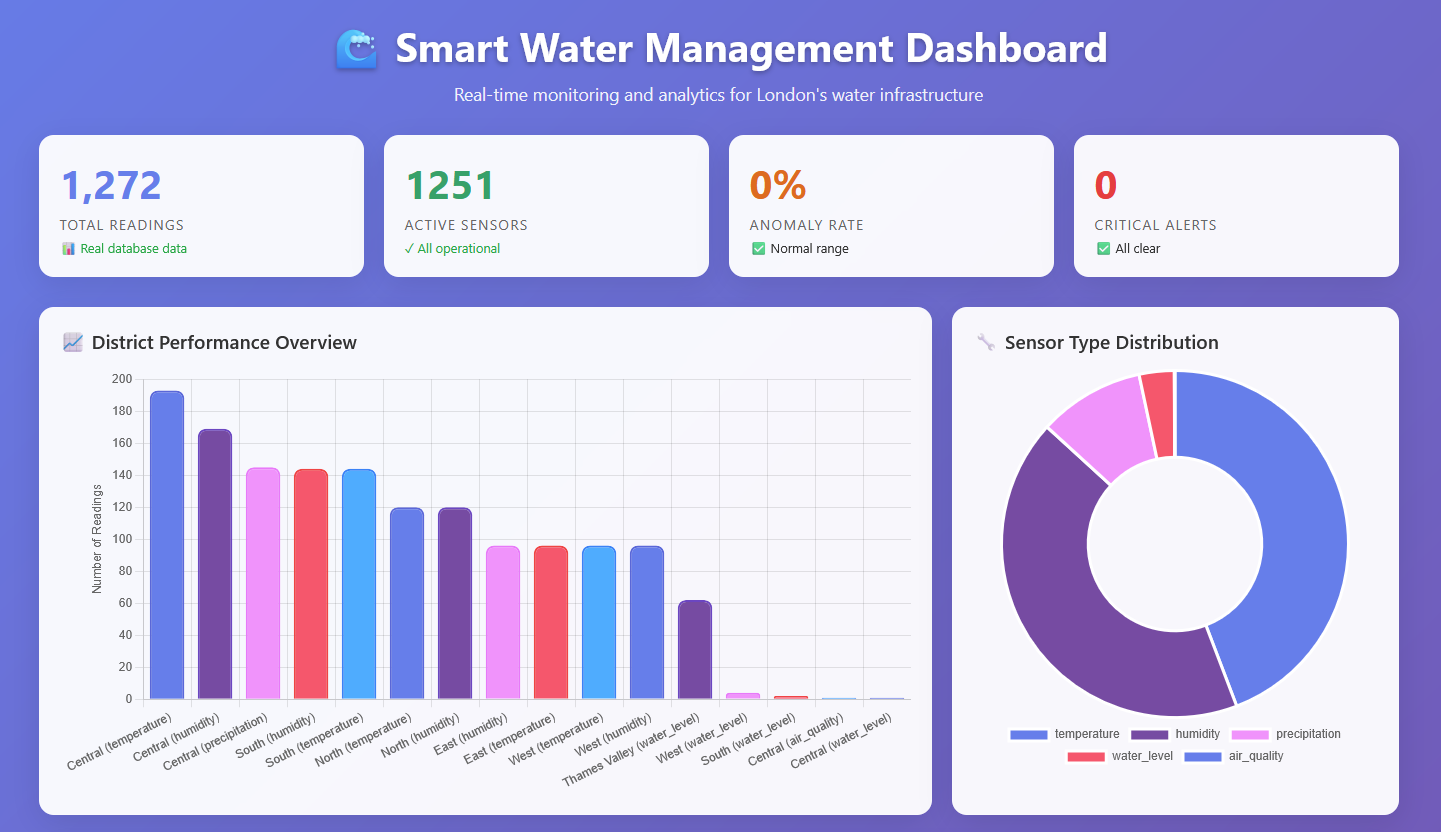 Smart Water Management Dashboard
Real-time monitoring and analytics for London's water infrastructure
1,272
TOTAL READINGS
Real database data
1251
ACTIVE SENSORS
✓ All operational
0%
ANOMALY RATE
✅ Normal range
0
CRITICAL ALERTS
✅ All clear
District Performance Overview
Number of Readings
200
180
160
140
120
100
80
60
40
20
0
Central (temperature)
Central (humidity)
Central (precipitation)
South (humidity)
South (temperature)
North (temperature)
North (humidity)
East (humidity)
East (temperature)
West (temperature)
West (humidity)
Thames Valley (water_level)
West (water_level)
South (water_level)
Central (air_quality)
Central (water_level)
Sensor Type Distribution
temperature humidity precipitation
water_level air_quality